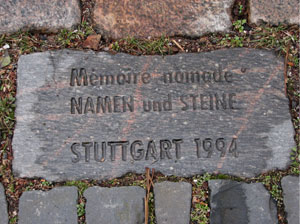 Mémoire nomade
NAMEN und STEINE
STUTTGART 1994